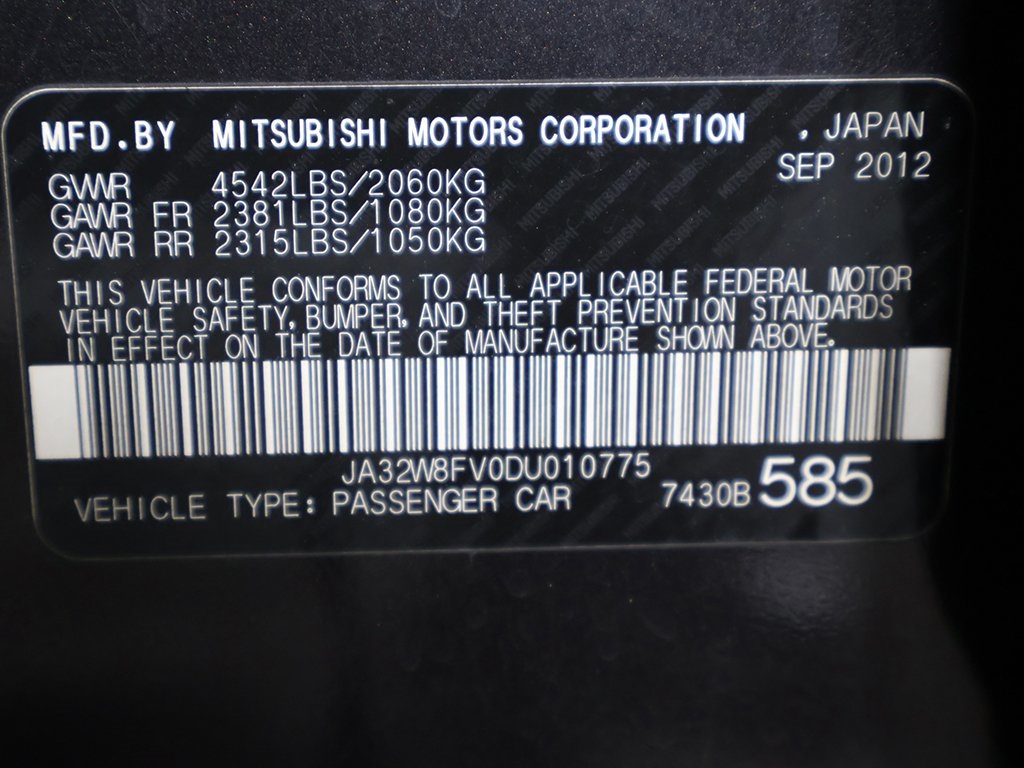 MFD.BY MITSUBISHI MOTORS CORPORATION , JAPAN
SEP 2012
GVWR 4542LBS/2060KG
GAWR FR 2381LBS/1080KG
GAWR RR 2315LBS/1050KG
THIS VEHICLE CONFORMS TO ALL APPLICABLE FEDERAL MOTOR
VEHICLE SAFETY, BUMPER, AND THEFT PREVENTION STANDARDS
IN EFFECT ON THE DATE OF MANUFACTURE SHOWN ABOVE.
JA32W8FV0DU010775
VEHICLE TYPE: PASSENGER CAR 7430B 585